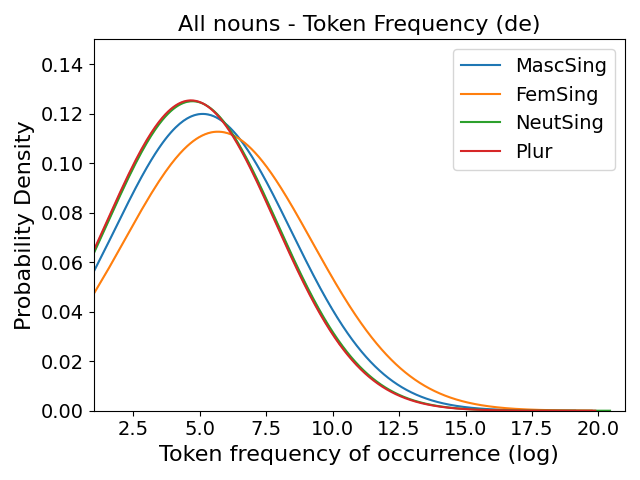 All nouns - Token Frequency (de)
MascSing
FemSing
NeutSing
Plur
Probability Density
0.14
0.12
0.10
0.08
0.06
0.04
0.02
0.00
2.5 5.0 7.5 10.0 12.5 15.0 17.5 20.0
Token frequency of occurrence (log)